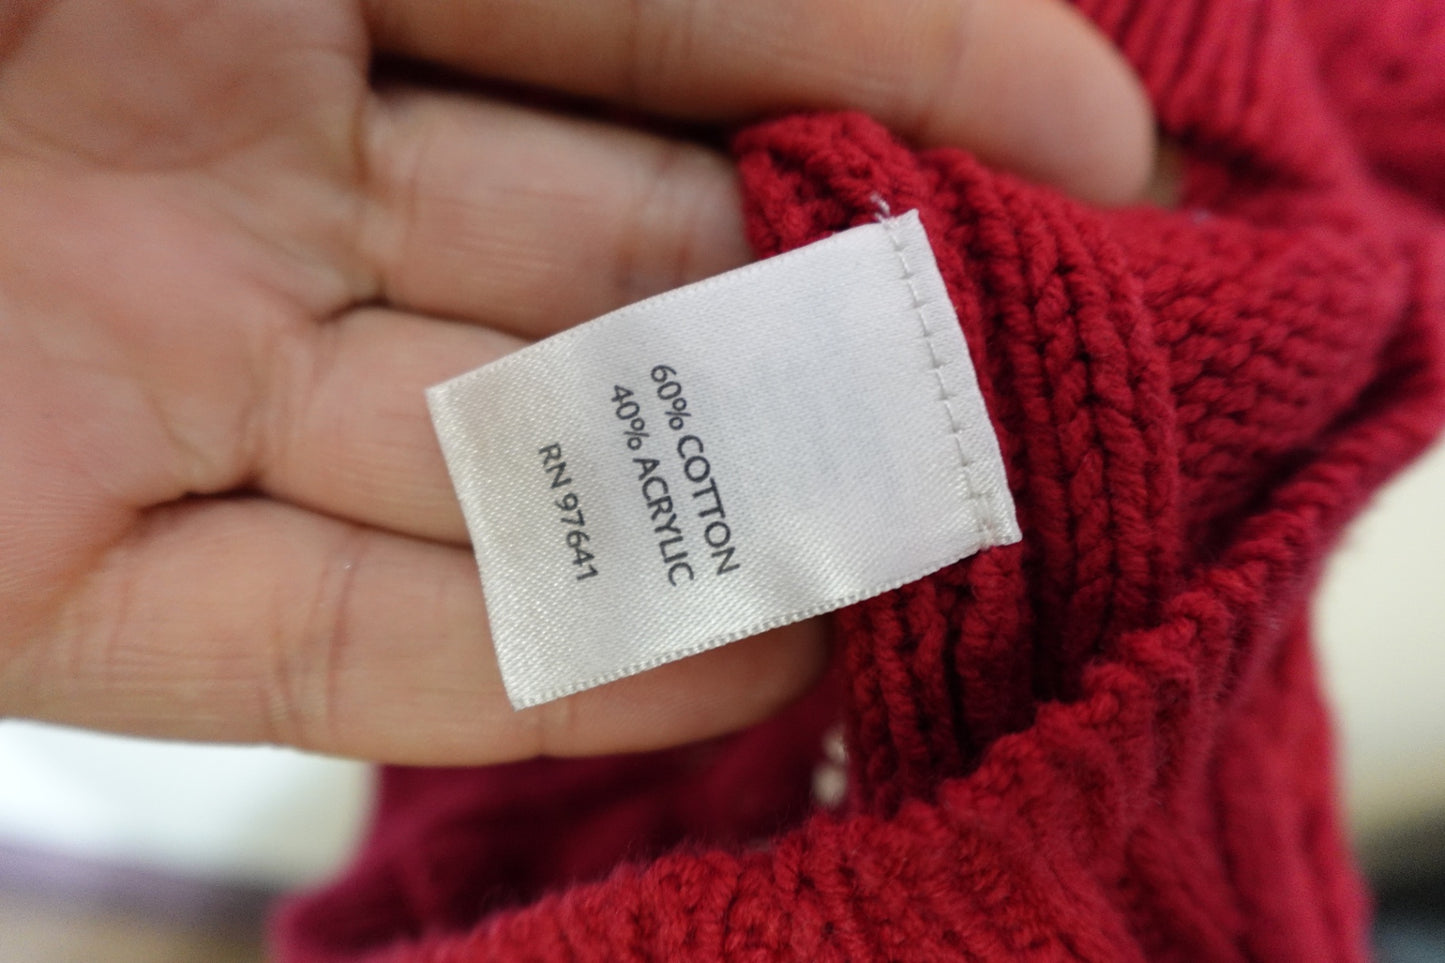 60% COTTON
40% ACRYLIC
RN 97641